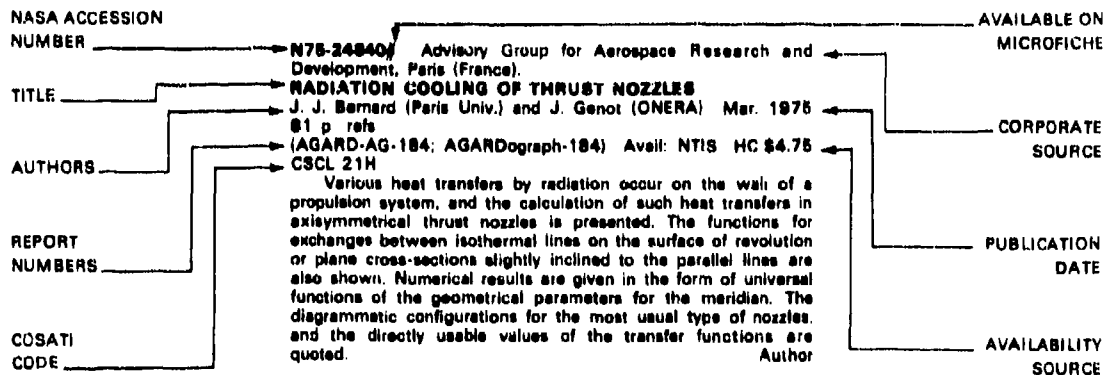 NASA ACCESSION
NUMBER
TITLE
AUTHORS
REPORT
NUMBERS
COSATI
CODE
N75-24840# Advisory Group for Aerospace Research and
Development, Paris (France).
RADIATION COOLING OF THRUST NOZZLES
J. J. Bernard (Paris Univ.) and J. Genot (ONERA) Mar. 1975
81 p refs
(AGARD-AG-184; AGARDograph-184) Avail: NTIS HC $4.75
CSCL 21H
Various heat transfers by radiation occur on the wall of a
propulsion system, and the calculation of such heat transfers in
axisymmetrical thrust nozzles is presented. The functions for
exchanges between isothermal lines on the surface of revolution
or plane cross-sections slightly inclined to the parallel lines are
also shown. Numerical results are given in the form of universal
functions of the geometrical parameters for the meridian. The
diagrammatic configurations for the most usual type of nozzles,
and the directly usable values of the transfer functions are
quoted. Author
AVAILABLE ON
MICROFICHE
CORPORATE
SOURCE
PUBLICATION
DATE
AVAILABILITY
SOURCE